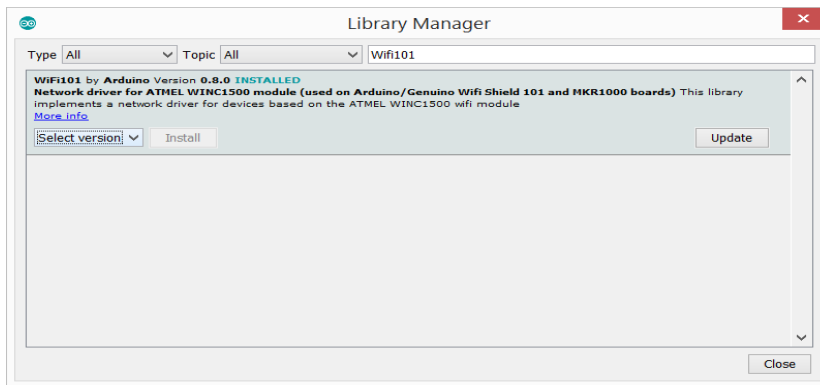 Library Manager
Type All Topic All Wifi101
WiFi101 by Arduino Version 0.8.0 INSTALLED
Network driver for ATMEL WINC1500 module (used on Arduino/Genuino Wifi Shield 101 and MKR1000 boards) This library
implements a network driver for devices based on the ATMEL WINC1500 wifi module
More info
Select version Install Update
Close